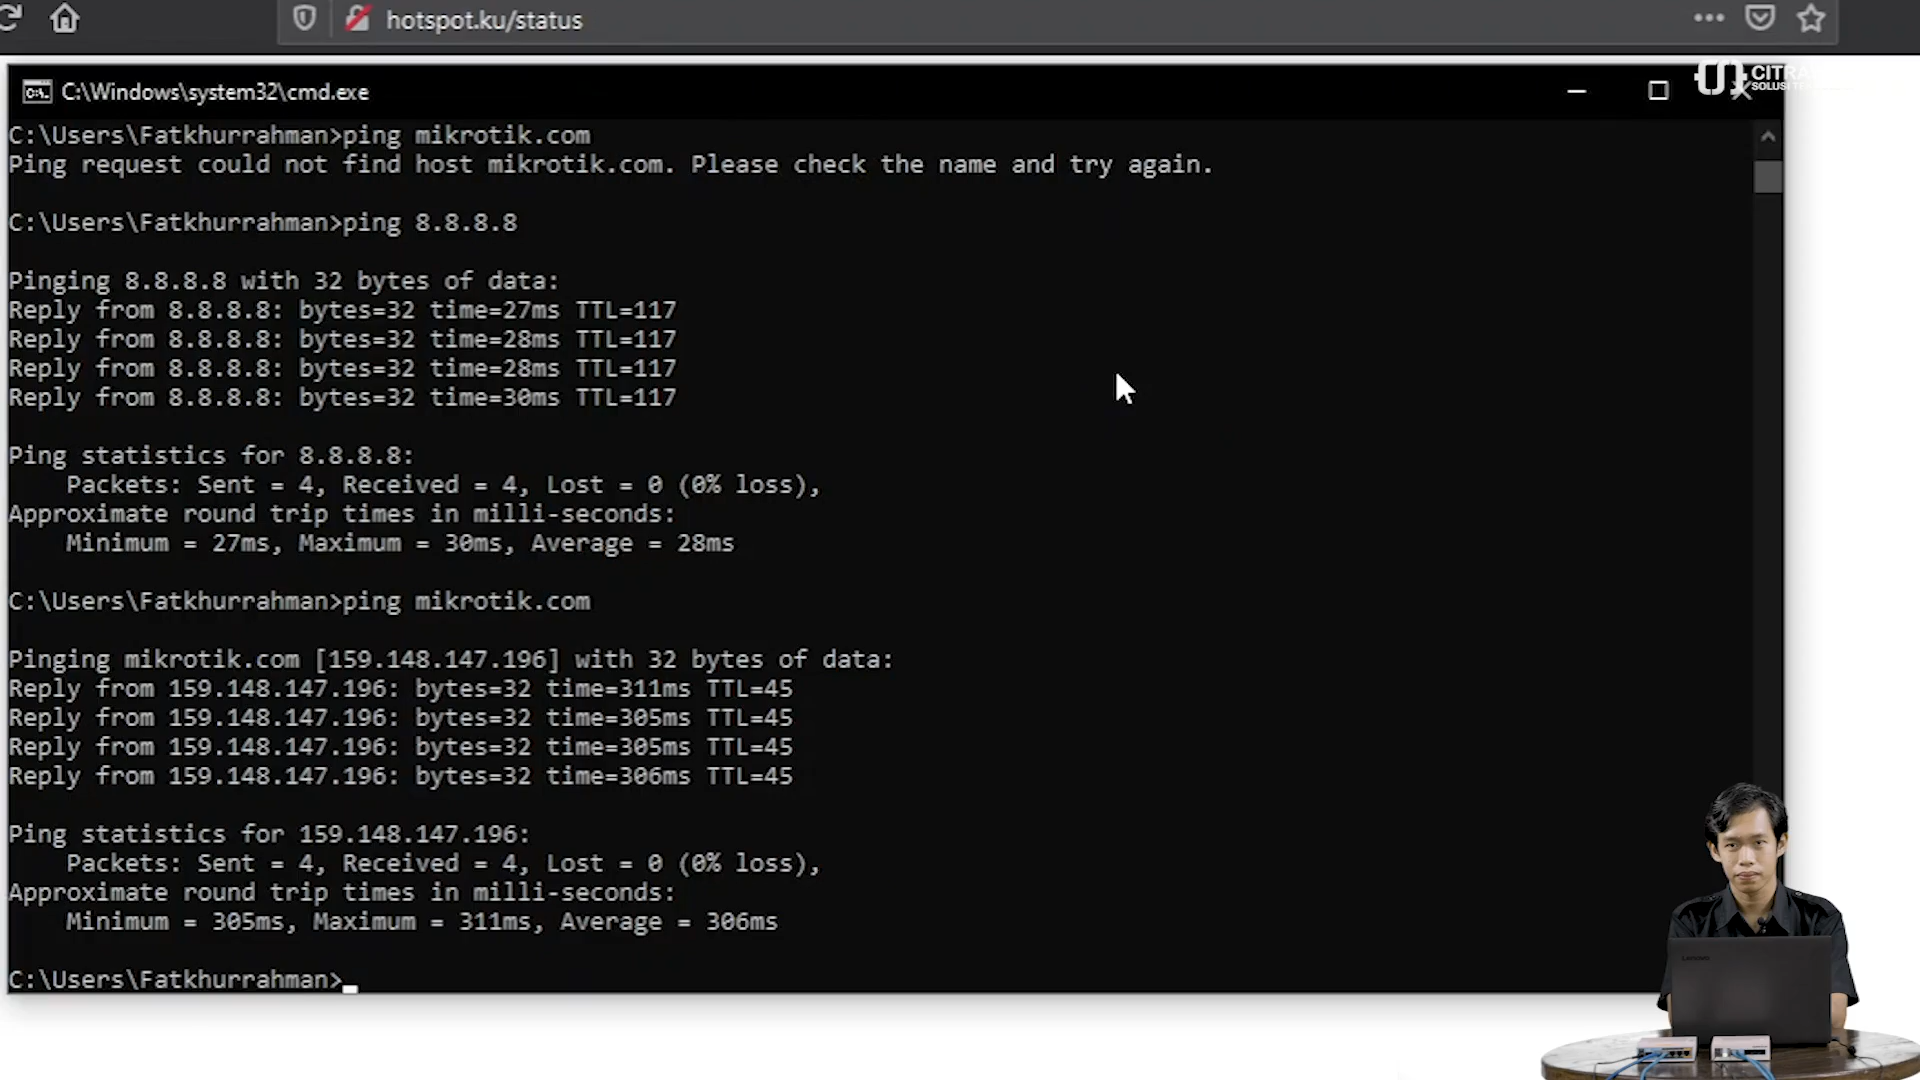 hotspot.ku/status
C:\Windows\system32\cmd.exe
C:\Users\Fatkhurrahman>ping mikrotik.com
Ping request could not find host mikrotik.com. Please check the name and try again.
C:\Users\Fatkhurrahman>ping 8.8.8.8
Pinging 8.8.8.8 with 32 bytes of data:
Reply from 8.8.8.8: bytes=32 time=27ms TTL=117
Reply from 8.8.8.8: bytes=32 time=28ms TTL=117
Reply from 8.8.8.8: bytes=32 time=28ms TTL=117
Reply from 8.8.8.8: bytes=32 time=30ms TTL=117
Ping statistics for 8.8.8.8:
Packets: Sent = 4, Received = 4, Lost = 0 (0% loss),
Approximate round trip times in milli-seconds:
Minimum = 27ms, Maximum = 30ms, Average = 28ms
C:\Users\Fatkhurrahman>ping mikrotik.com
Pinging mikrotik.com [159.148.147.196] with 32 bytes of data:
Reply from 159.148.147.196: bytes=32 time=311ms TTL=45
Reply from 159.148.147.196: bytes=32 time=305ms TTL=45
Reply from 159.148.147.196: bytes=32 time=305ms TTL=45
Reply from 159.148.147.196: bytes=32 time=306ms TTL=45
Ping statistics for 159.148.147.196:
Packets: Sent = 4, Received = 4, Lost = 0 (0% loss),
Approximate round trip times in milli-seconds:
Minimum = 305ms, Maximum = 311ms, Average = 306ms
C:\Users\Fatkhurrahman>
Lenovo